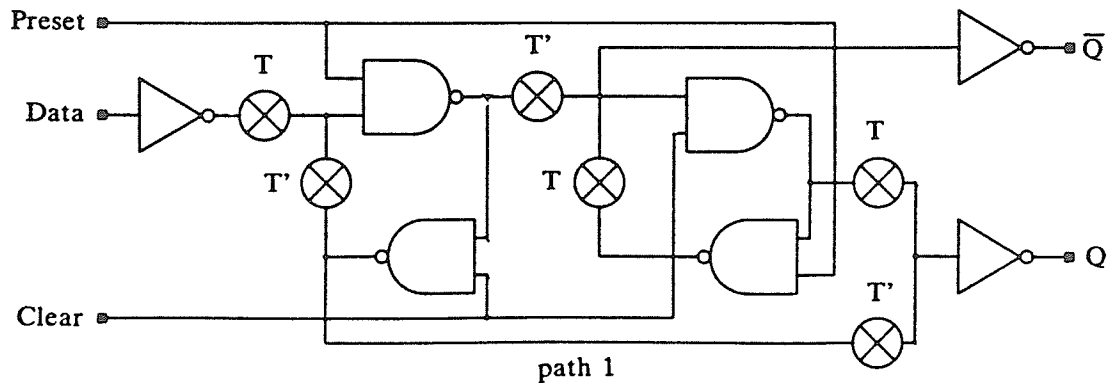 Preset
T'
Q̅
T
Data
T
T'
T
Q
Clear
T'
path 1